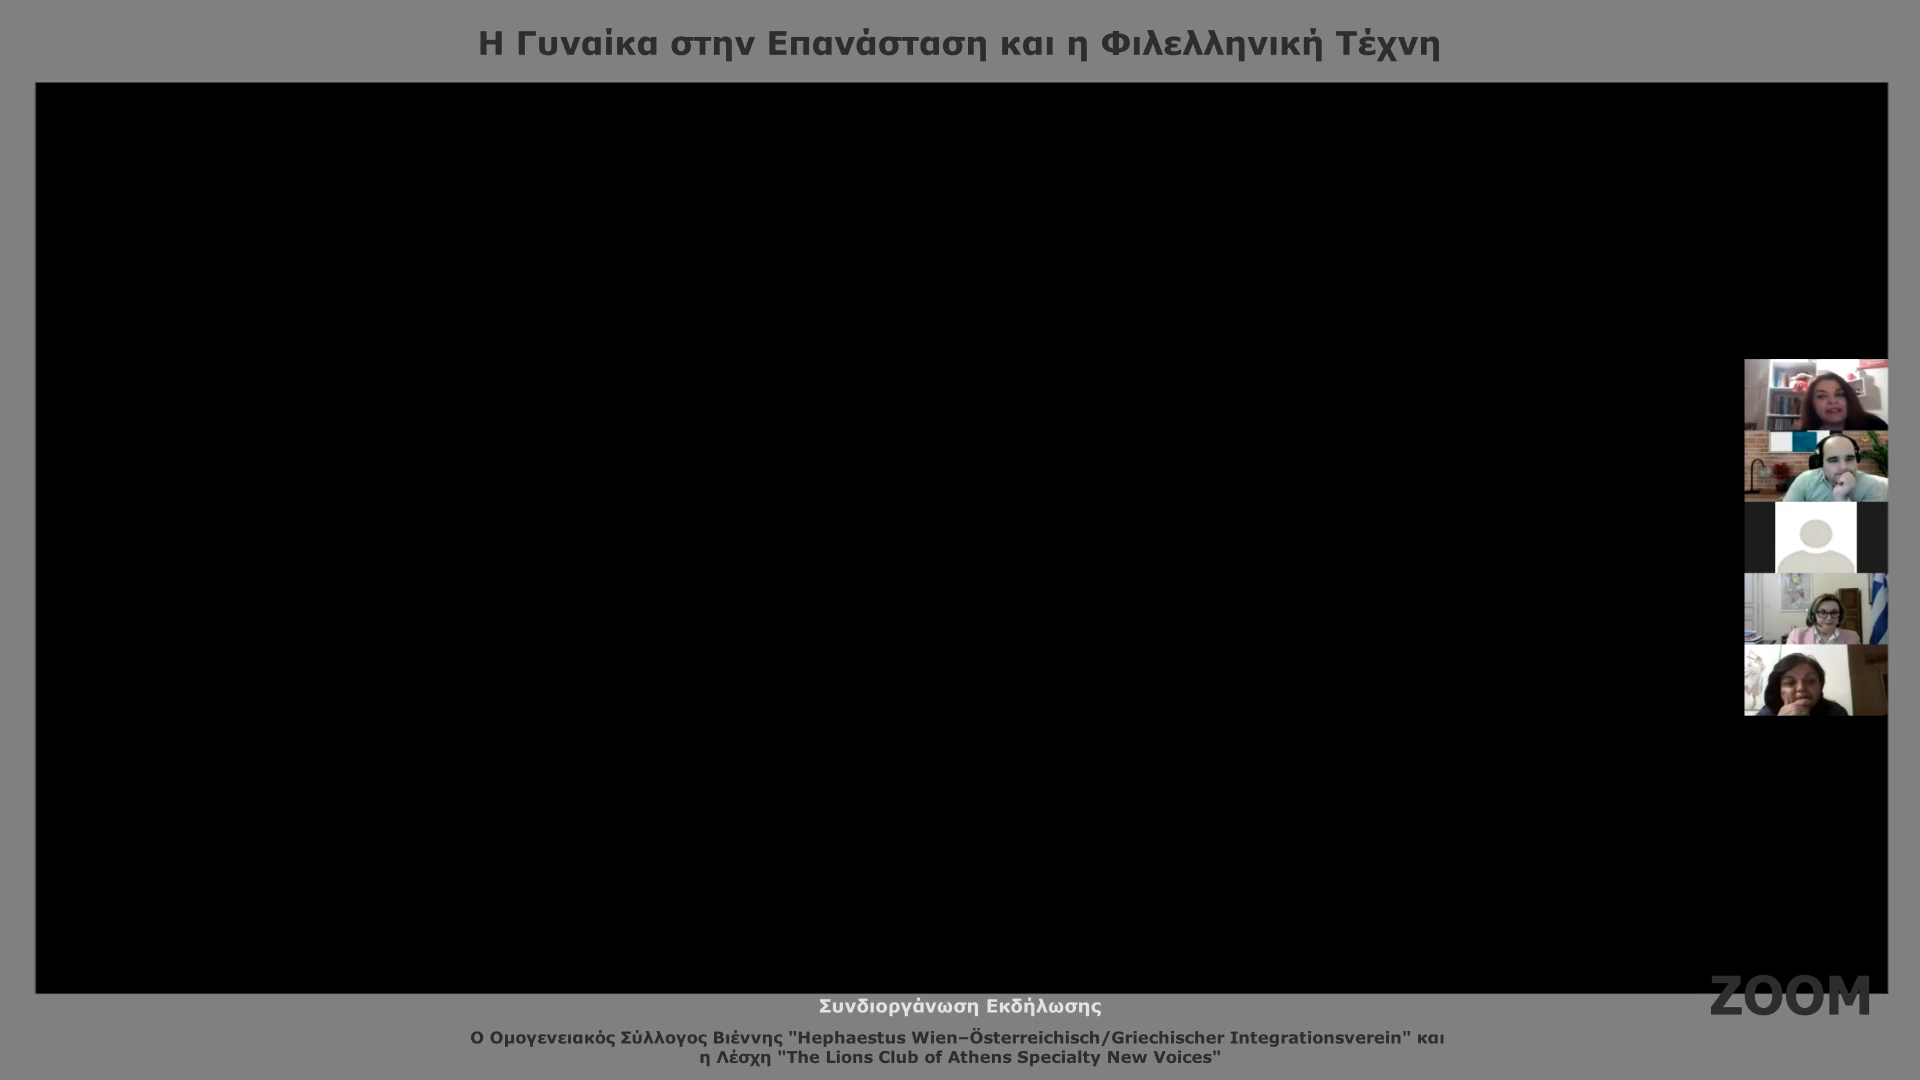 Η Γυναίκα στην Επανάσταση και η Φιλελληνική Τέχνη
ZOOM
Συνδιοργάνωση Εκδήλωσης
Ο Ομογενειακός Σύλλογος Βιέννης "Hephaestus Wien–Österreichisch/Griechischer Integrationsverein" και
η Λέσχη "The Lions Club of Athens Specialty New Voices"